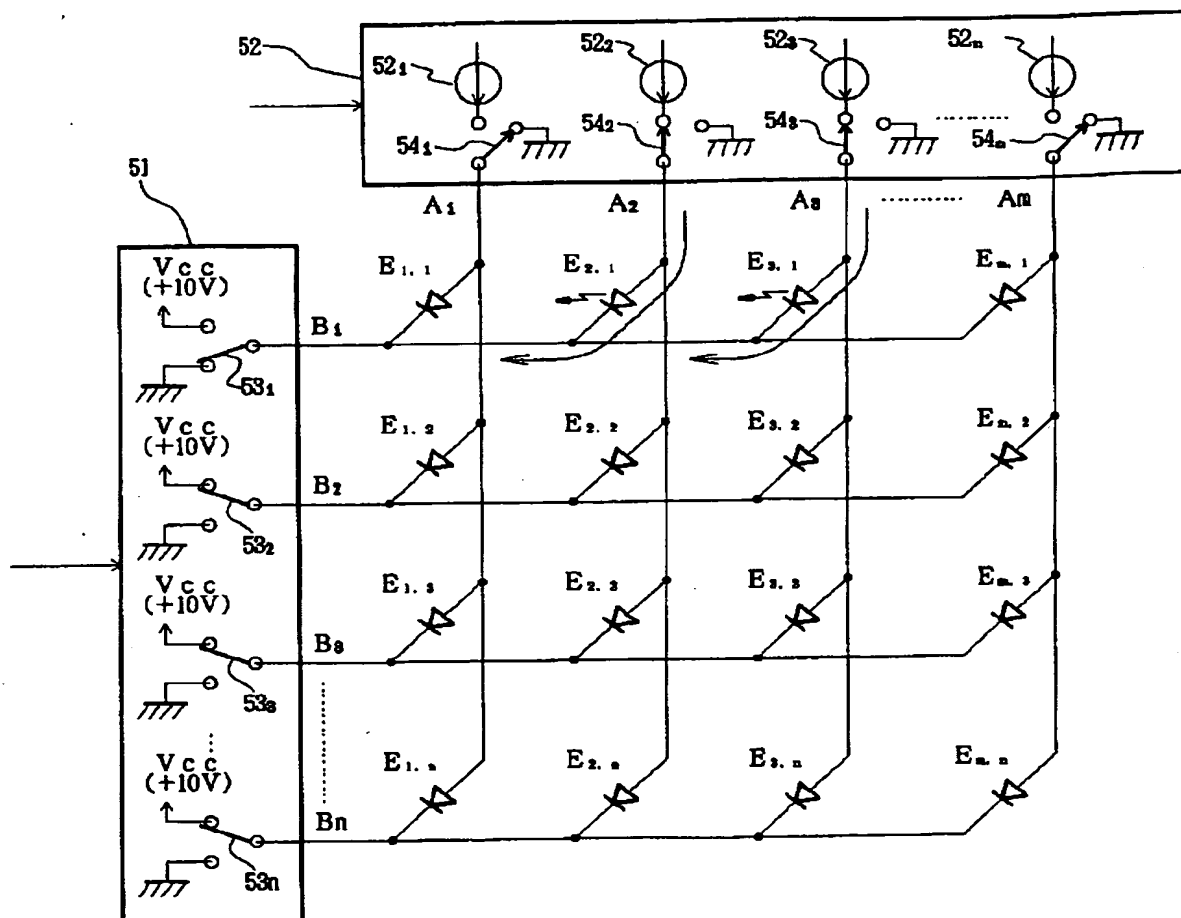 52
52₁ 52₂ 52₃ 52ₙ
54₁ 54₂ 54₃ ......... 54ₘ
51
A₁ A₂ A₃ ......... Am
Vcc
(+10V)
B₁
53₁
E₁.₁ E₂.₁ E₃.₁ Eₘ.₁
Vcc
(+10V)
B₂
53₂
E₁.₂ E₂.₂ E₃.₂ Eₘ.₂
Vcc
(+10V)
B₃
53₃
E₁.₃ E₂.₃ E₃.₃ Eₘ.₃
Vcc
(+10V)
Bn
53n
E₁.ₙ E₂.ₙ E₃.ₙ Eₘ.ₙ